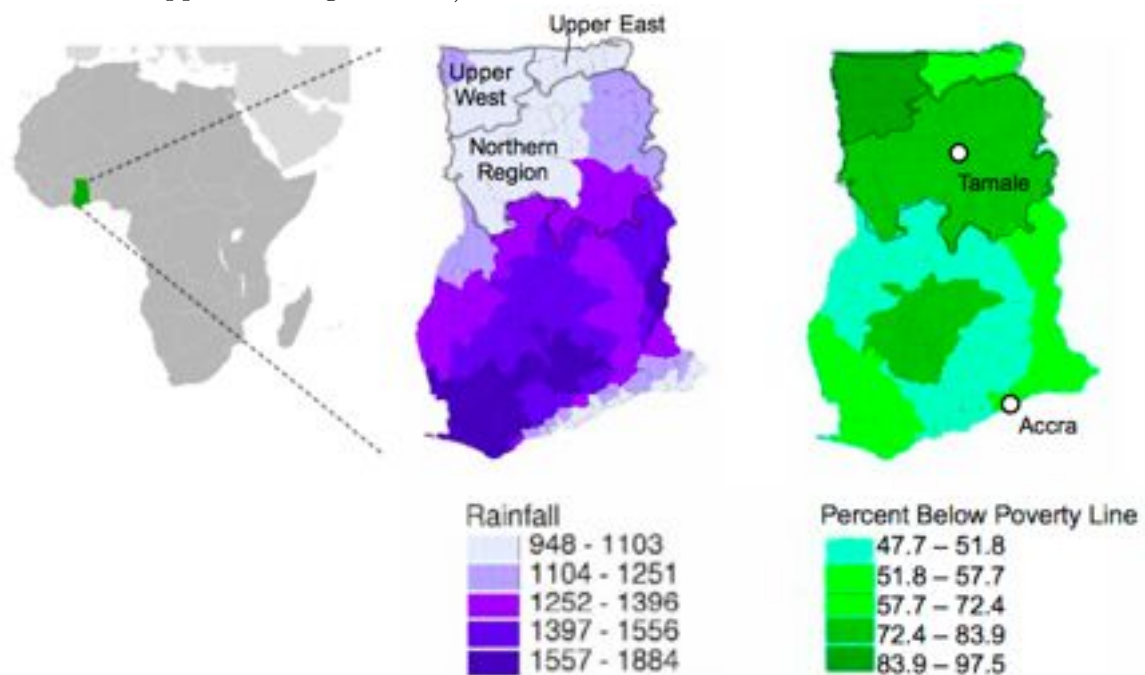 Upper East
Upper
West
Northern
Region
Tamale
Accra
Rainfall
948 - 1103
1104 - 1251
1252 - 1396
1397 - 1556
1557 - 1884
Percent Below Poverty Line
47.7 – 51.8
51.8 – 57.7
57.7 – 72.4
72.4 – 83.9
83.9 – 97.5